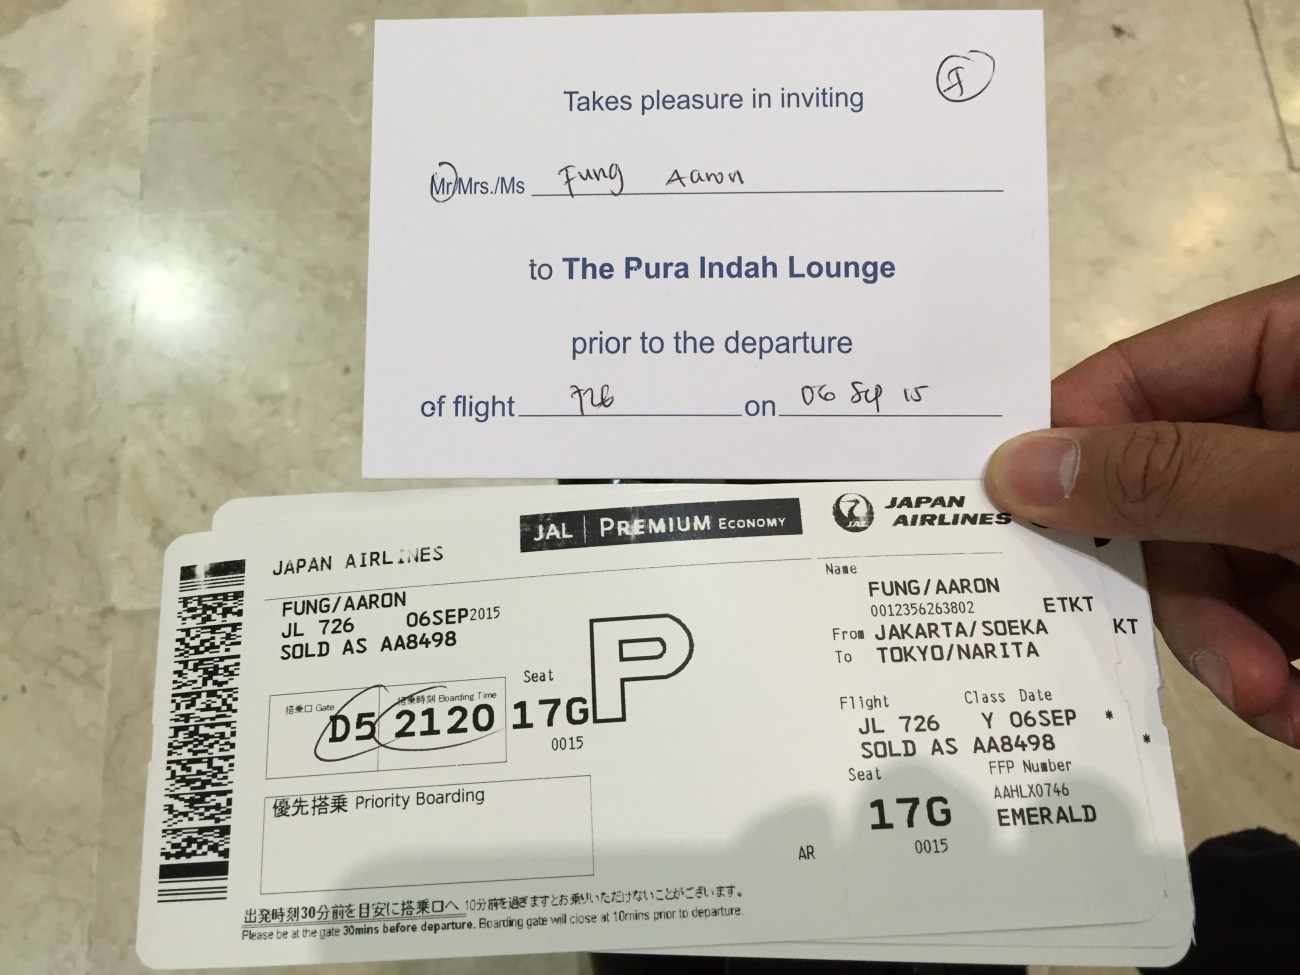 Takes pleasure in inviting
Mr/Mrs./Ms Fung Aaron
to The Pura Indah Lounge
prior to the departure
of flight 726 on 06 Sep 15
JAPAN AIRLINES
JAL PREMIUM ECONOMY
JAL JAPAN AIRLINES
FUNG/AARON
JL 726 06SEP2015
SOLD AS AA8498
搭乗口 Gate 搭乗時刻 Boarding Time Seat
D5 2120 17G P
0015
優先搭乗 Priority Boarding
AR
出発時刻30分前を目安に搭乗口へ 10分前を過ぎますとお乗りいただけないことがございます。
Please be at the gate 30mins before departure. Boarding gate will close at 10mins prior to departure.
Name
FUNG/AARON
0012356263802 ETKT
From JAKARTA/SOEKA KT
To TOKYO/NARITA
Flight Class Date
JL 726 Y 06SEP *
SOLD AS AA8498 *
Seat FFP Number
17G AAHLX0746
EMERALD
0015